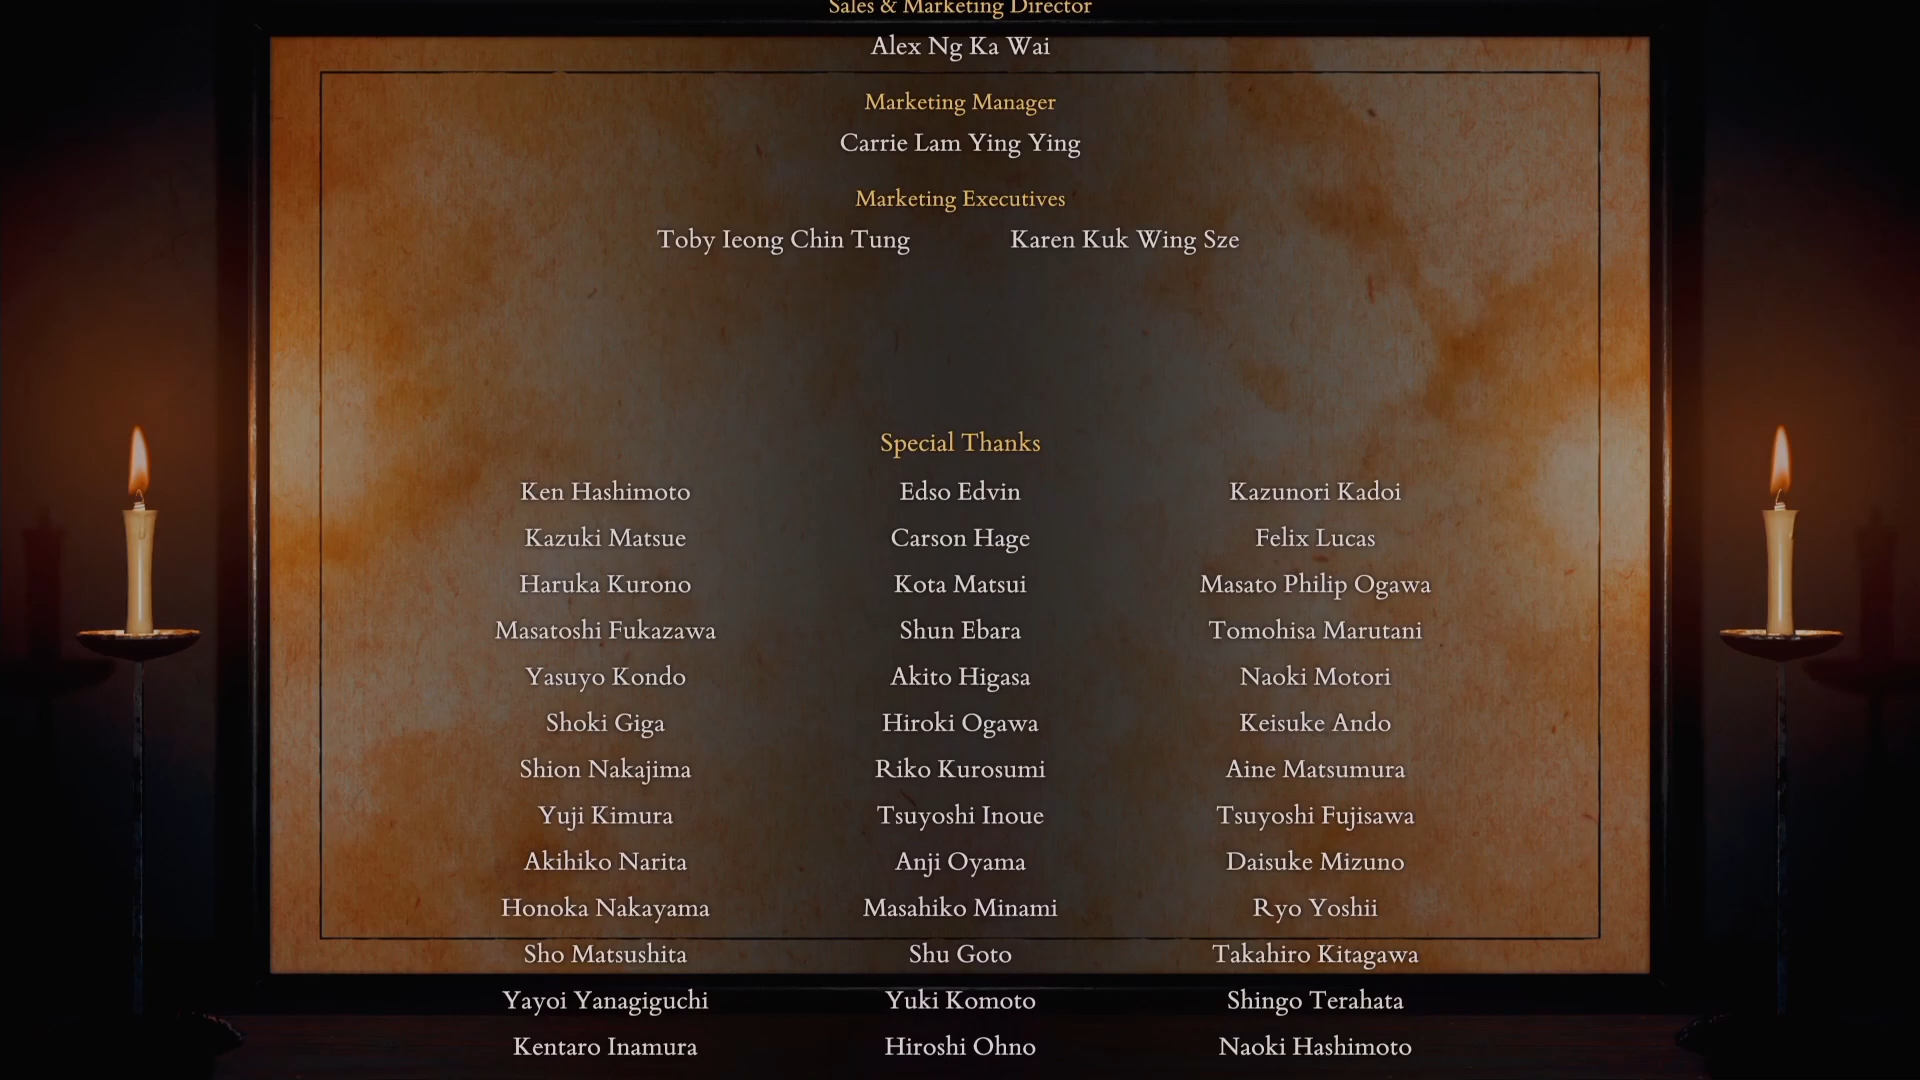 Sales & Marketing Director
Alex Ng Ka Wai
Marketing Manager
Carrie Lam Ying Ying
Marketing Executives
Toby Ieong Chin Tung Karen Kuk Wing Sze
Special Thanks
Ken Hashimoto Edso Edvin Kazunori Kadoi
Kazuki Matsue Carson Hage Felix Lucas
Haruka Kurono Kota Matsui Masato Philip Ogawa
Masatoshi Fukazawa Shun Ebara Tomohisa Marutani
Yasuyo Kondo Akito Higasa Naoki Motori
Shoki Giga Hiroki Ogawa Keisuke Ando
Shion Nakajima Riko Kurosumi Aine Matsumura
Yuji Kimura Tsuyoshi Inoue Tsuyoshi Fujisawa
Akihiko Narita Anji Oyama Daisuke Mizuno
Honoka Nakayama Masahiko Minami Ryo Yoshii
Sho Matsushita Shu Goto Takahiro Kitagawa
Yayoi Yanagiguchi Yuki Komoto Shingo Terahata
Kentaro Inamura Hiroshi Ohno Naoki Hashimoto